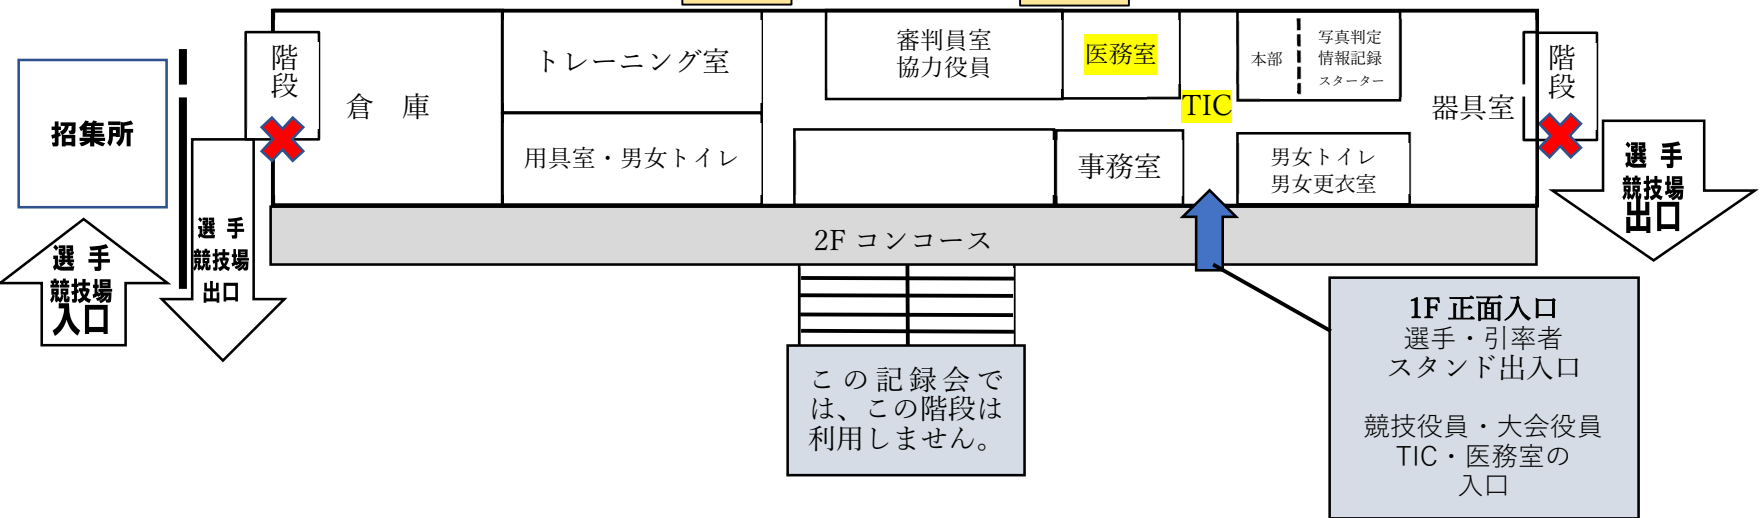 階
段
倉　庫
トレーニング室
用具室・男女トイレ
審判員室
協力役員
医務室
TIC
本部
写真判定
情報記録
スターター
器具室
階
段
事務室
男女トイレ
男女更衣室
招集所
選 手
競技場
入口
選 手
競技場
出口
選 手
競技場
出口
2F コンコース
この記録会で
は、この階段は
利用しません。
1F 正面入口
選手・引率者
スタンド出入口
競技役員・大会役員
TIC・医務室の
入口